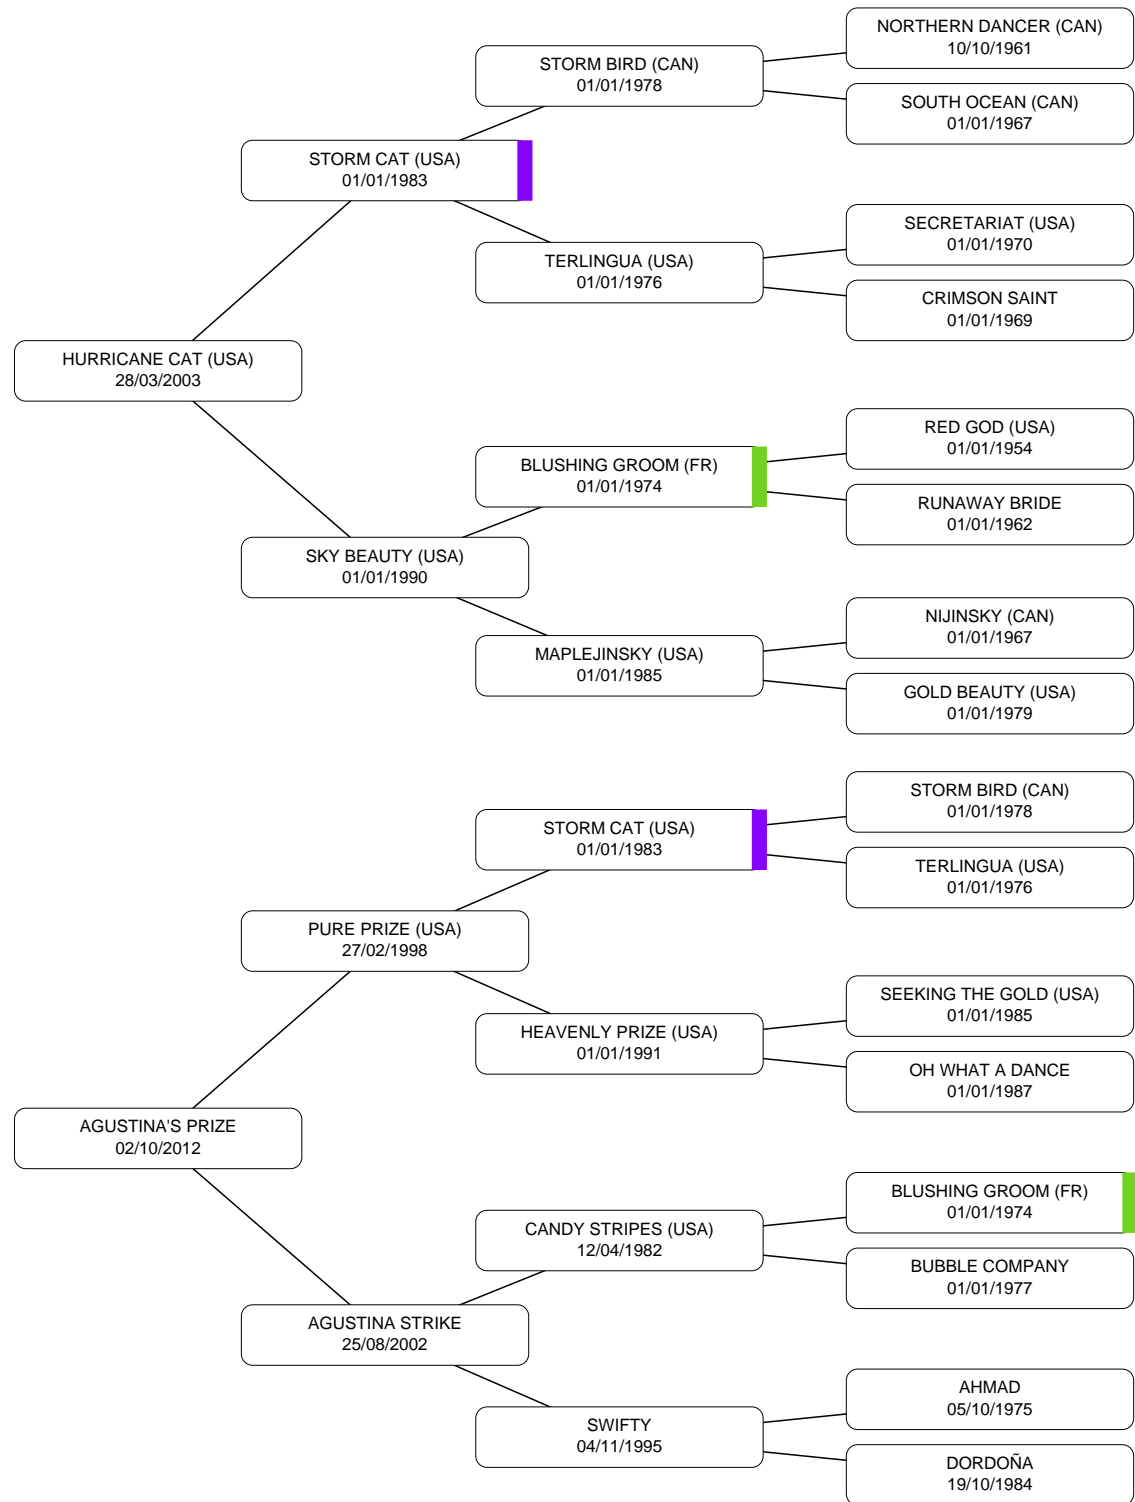 NORTHERN DANCER (CAN)
10/10/1961
STORM BIRD (CAN)
01/01/1978
SOUTH OCEAN (CAN)
01/01/1967
STORM CAT (USA)
01/01/1983
SECRETARIAT (USA)
01/01/1970
TERLINGUA (USA)
01/01/1976
CRIMSON SAINT
01/01/1969
HURRICANE CAT (USA)
28/03/2003
RED GOD (USA)
01/01/1954
BLUSHING GROOM (FR)
01/01/1974
RUNAWAY BRIDE
01/01/1962
SKY BEAUTY (USA)
01/01/1990
NIJINSKY (CAN)
01/01/1967
MAPLEJINSKY (USA)
01/01/1985
GOLD BEAUTY (USA)
01/01/1979
STORM BIRD (CAN)
01/01/1978
STORM CAT (USA)
01/01/1983
TERLINGUA (USA)
01/01/1976
PURE PRIZE (USA)
27/02/1998
SEEKING THE GOLD (USA)
01/01/1985
HEAVENLY PRIZE (USA)
01/01/1991
OH WHAT A DANCE
01/01/1987
AGUSTINA'S PRIZE
02/10/2012
BLUSHING GROOM (FR)
01/01/1974
CANDY STRIPES (USA)
12/04/1982
BUBBLE COMPANY
01/01/1977
AGUSTINA STRIKE
25/08/2002
AHMAD
05/10/1975
SWIFTY
04/11/1995
DORDOÑA
19/10/1984